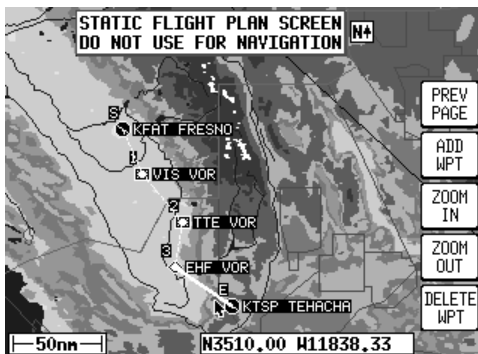 STATIC FLIGHT PLAN SCREEN
DO NOT USE FOR NAVIGATION
N
PREV
PAGE
ADD
WPT
ZOOM
IN
ZOOM
OUT
DELETE
WPT
S
KFAT FRESNO
1
VIS VOR
2
TTE VOR
3
EHF VOR
E
KTSP TEHACHA
50nm
N3510.00 W11838.33